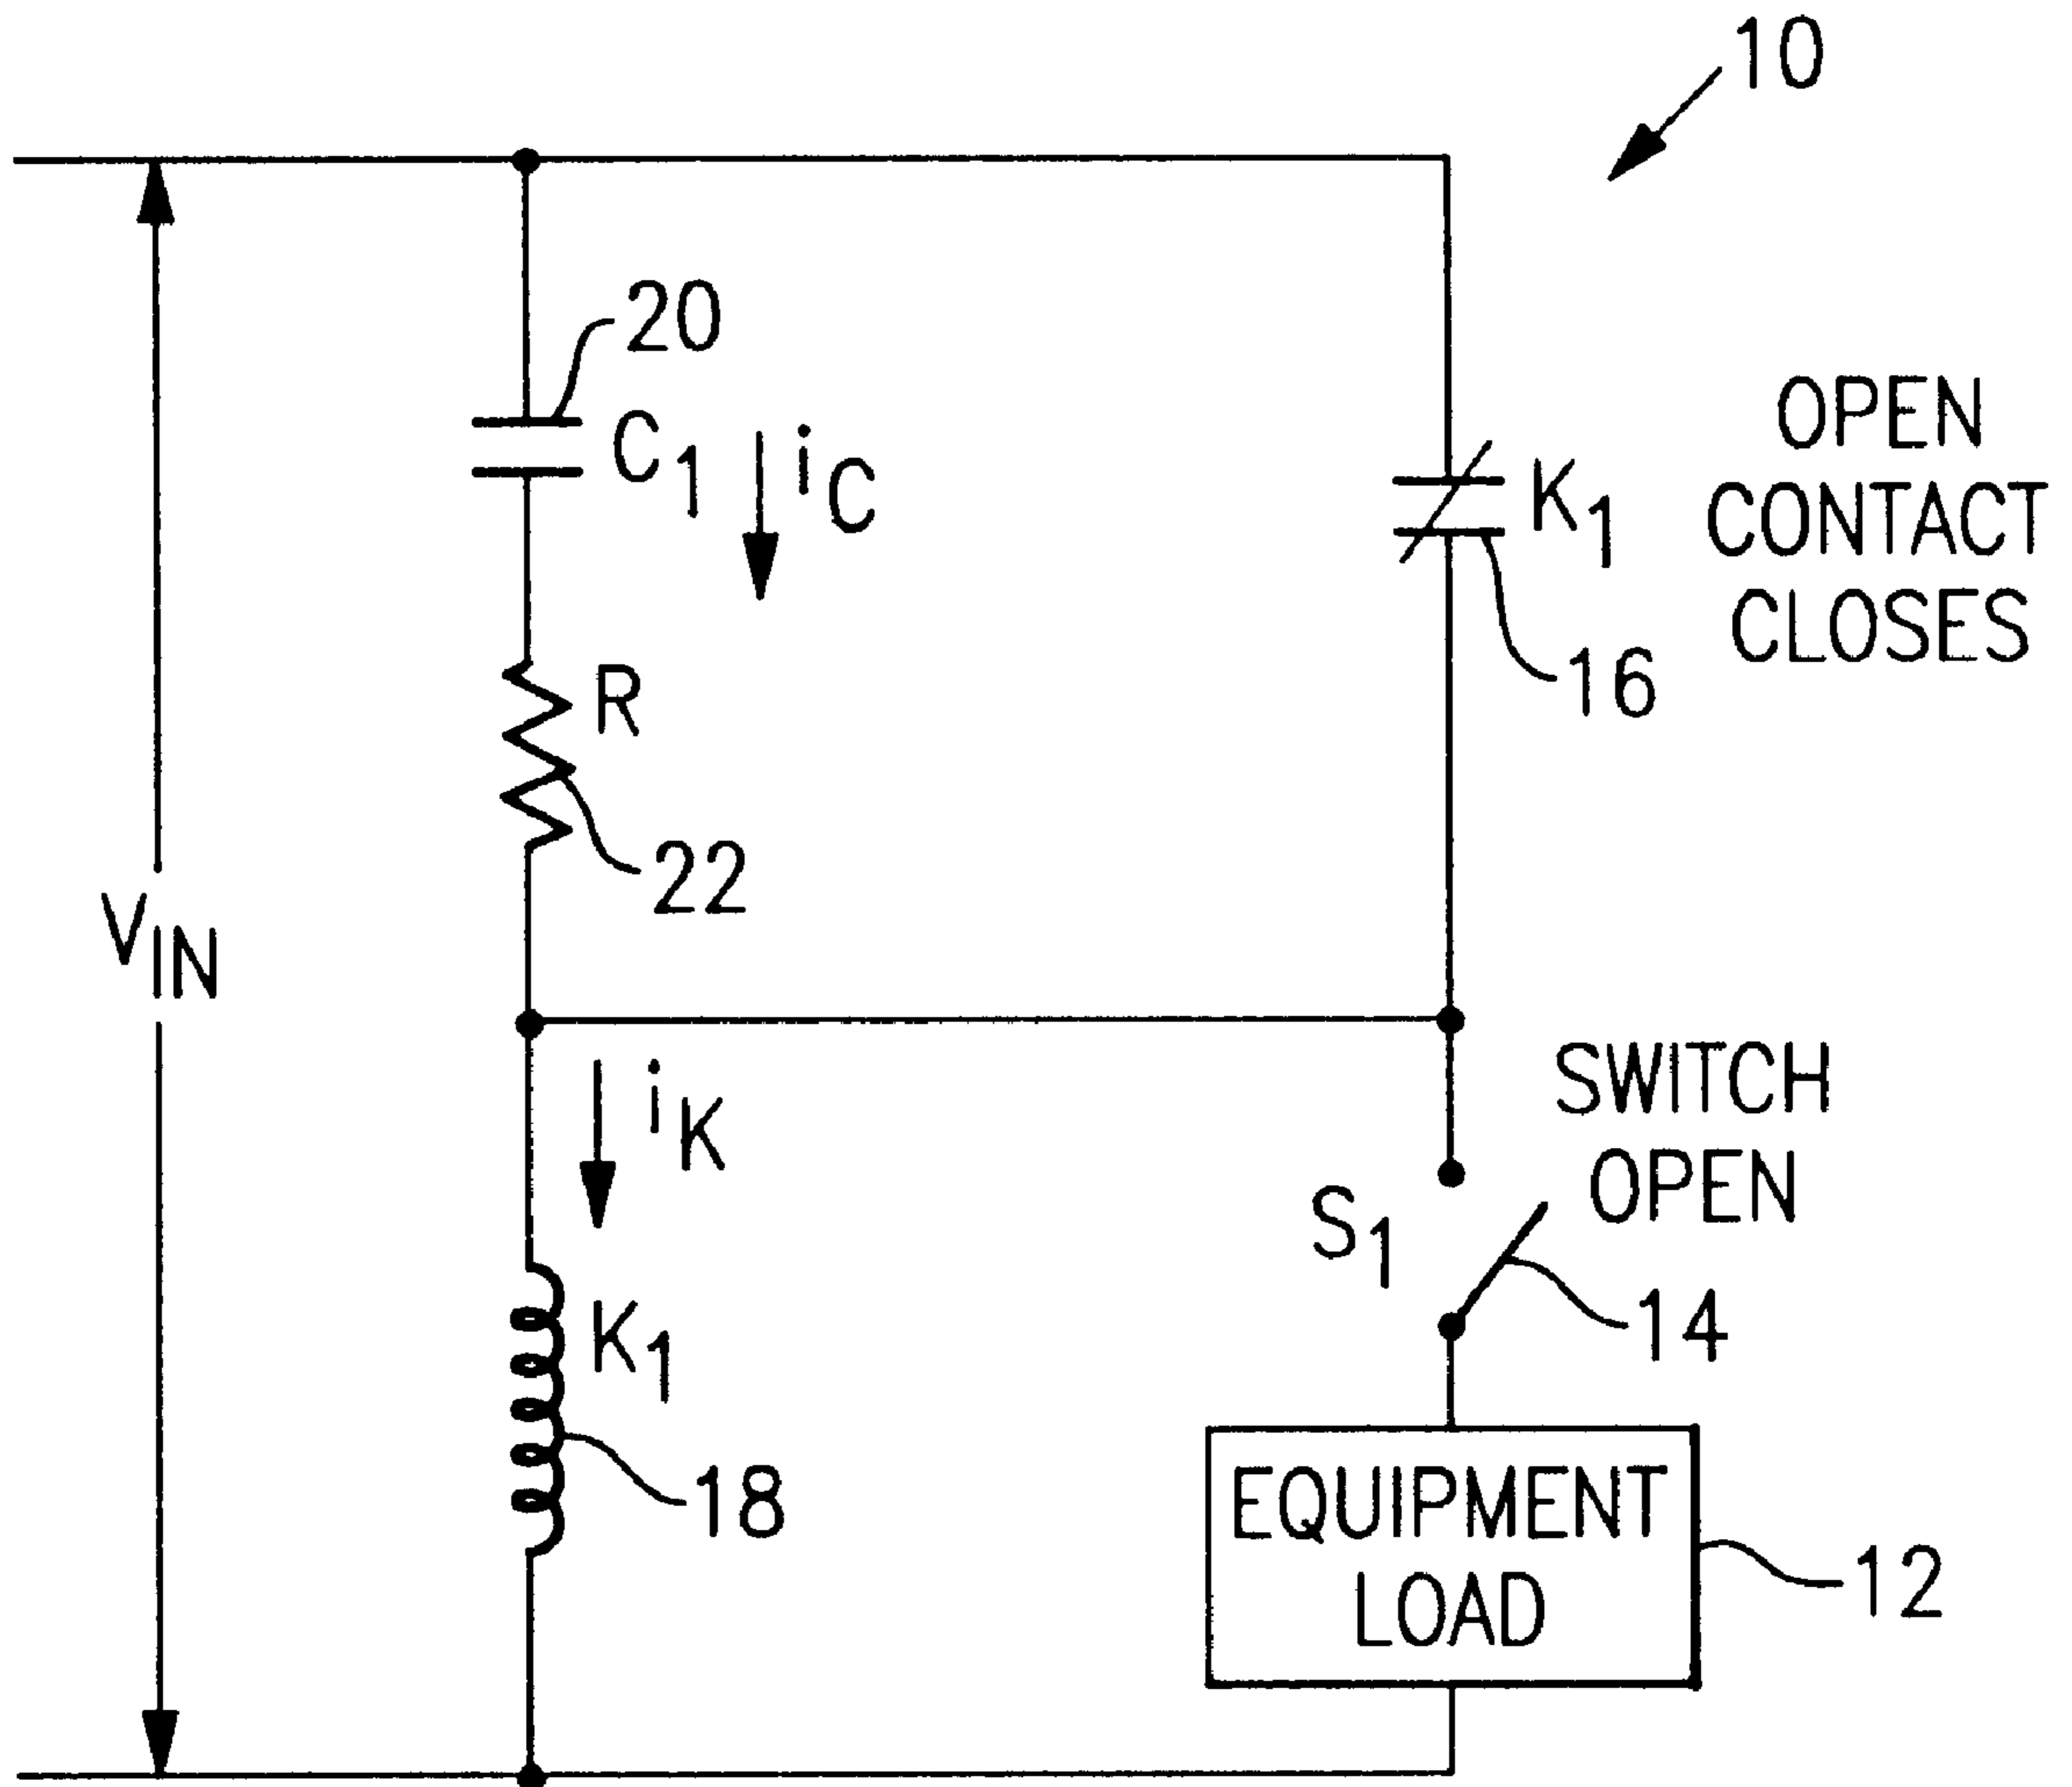 10
20
C1
iC
K1
OPEN
CONTACT
CLOSES
16
R
22
VIN
iK
SWITCH
OPEN
S1
14
K1
18
EQUIPMENT
LOAD
12